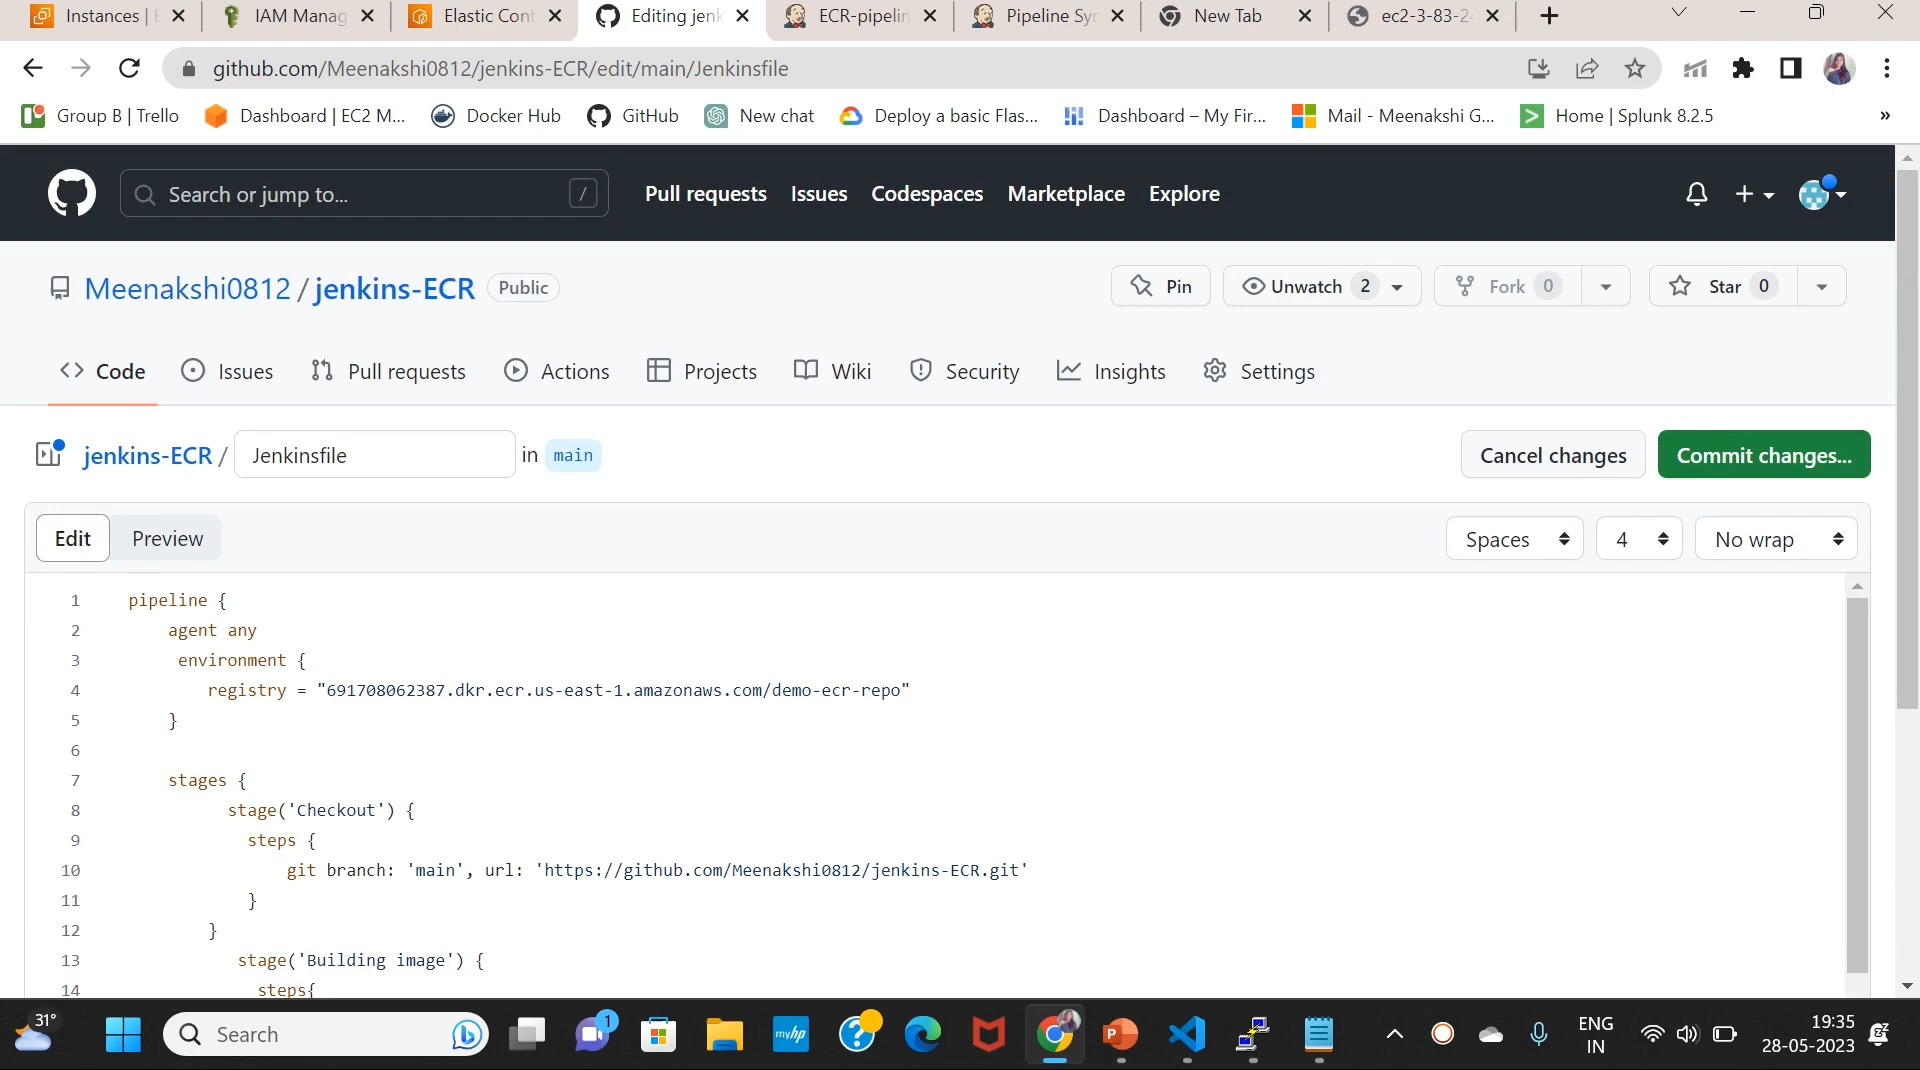 Instances | E
IAM Manag
Elastic Cont
Editing jenk
ECR-pipelin
Pipeline Syn
New Tab
ec2-3-83-24
github.com/Meenakshi0812/jenkins-ECR/edit/main/Jenkinsfile
Group B | Trello
Dashboard | EC2 M...
Docker Hub
GitHub
New chat
Deploy a basic Flas...
Dashboard – My Fir...
Mail - Meenakshi G...
Home | Splunk 8.2.5
»
Search or jump to...
/
Pull requests
Issues
Codespaces
Marketplace
Explore
Meenakshi0812 / jenkins-ECR
Public
Pin
Unwatch 2
Fork 0
Star 0
Code
Issues
Pull requests
Actions
Projects
Wiki
Security
Insights
Settings
jenkins-ECR / Jenkinsfile in main
Cancel changes
Commit changes...
Edit
Preview
Spaces
4
No wrap
1 pipeline {
2 agent any
3 environment {
4 registry = "691708062387.dkr.ecr.us-east-1.amazonaws.com/demo-ecr-repo"
5 }
6
7 stages {
8 stage('Checkout') {
9 steps {
10 git branch: 'main', url: 'https://github.com/Meenakshi0812/jenkins-ECR.git'
11 }
12 }
13 stage('Building image') {
14 steps{
31°
Search
1
myhp
ENG
IN
19:35
28-05-2023